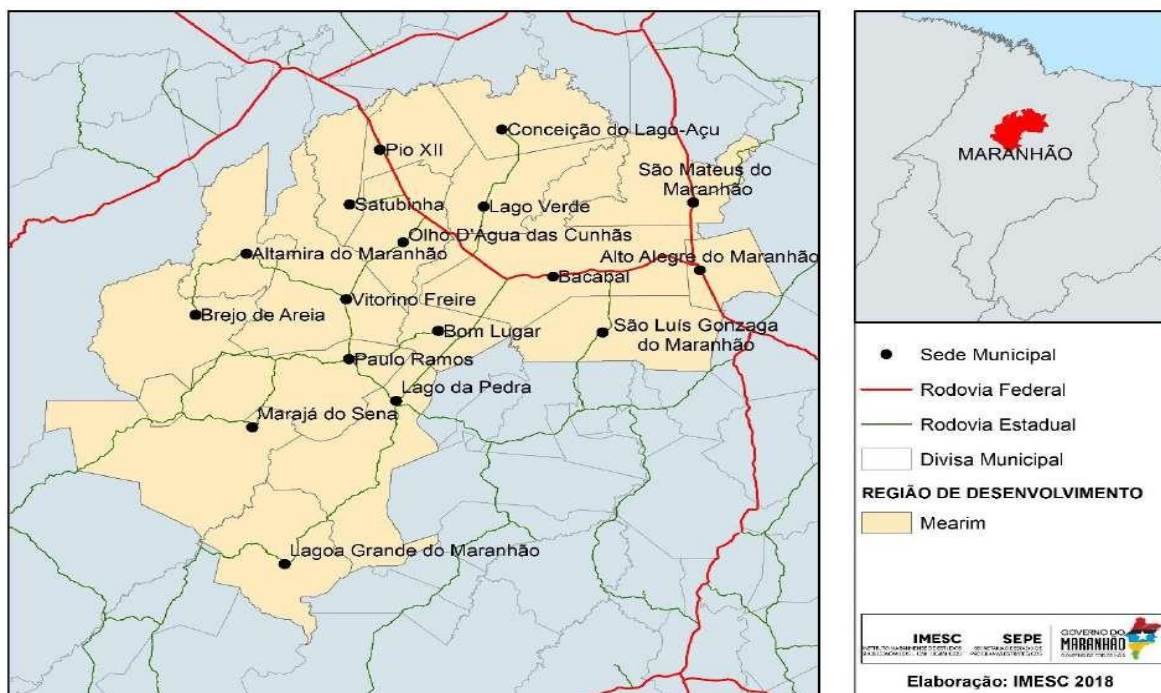 Conceição do Lago-Açu
Pio XII
São Mateus do
Maranhão
Satubinha
Lago Verde
Olho D'Agua das Cunhãs
Altamira do Maranhão
Alto Alegre do Maranhão
Bacabal
Vitorino Freire
Brejo de Areia
Bom Lugar
São Luís Gonzaga
do Maranhão
Paulo Ramos
Lago da Pedra
Marajá do Sena
Lagoa Grande do Maranhão
MARANHÃO
Sede Municipal
Rodovia Federal
Rodovia Estadual
Divisa Municipal
REGIÃO DE DESENVOLVIMENTO
Mearim
IMESC
SEPE
GOVERNO DO
MARANHÃO
Elaboração: IMESC 2018